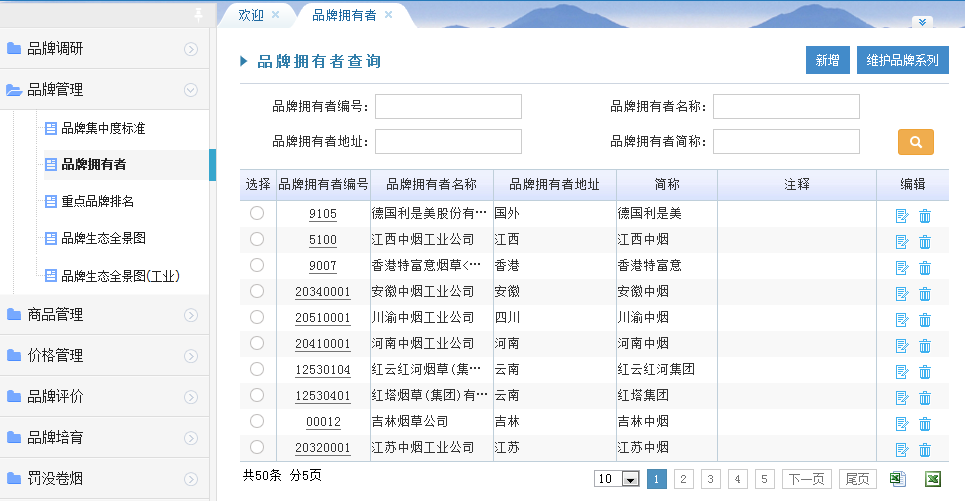 欢迎 品牌拥有者
品牌调研
品牌管理
品牌集中度标准
品牌拥有者
重点品牌排名
品牌生态全景图
品牌生态全景图(工业)
商品管理
价格管理
品牌评价
品牌培育
罚没卷烟
品牌拥有者查询 新增 维护品牌系列
品牌拥有者编号: 品牌拥有者名称:
品牌拥有者地址: 品牌拥有者简称:
选择 品牌拥有者编号 品牌拥有者名称 品牌拥有者地址 简称 注释 编辑
9105 德国利是美股份有… 国外 德国利是美
5100 江西中烟工业公司 江西 江西中烟
9007 香港特富意烟草<… 香港 香港特富意
20340001 安徽中烟工业公司 安徽 安徽中烟
20510001 川渝中烟工业公司 四川 川渝中烟
20410001 河南中烟工业公司 河南 河南中烟
12530104 红云红河烟草(集… 云南 红云红河集团
12530401 红塔烟草(集团)有… 云南 红塔集团
00012 吉林烟草公司 吉林 吉林中烟
20320001 江苏中烟工业公司 江苏 江苏中烟
共50条 分5页 10 1 2 3 4 5 下一页 尾页